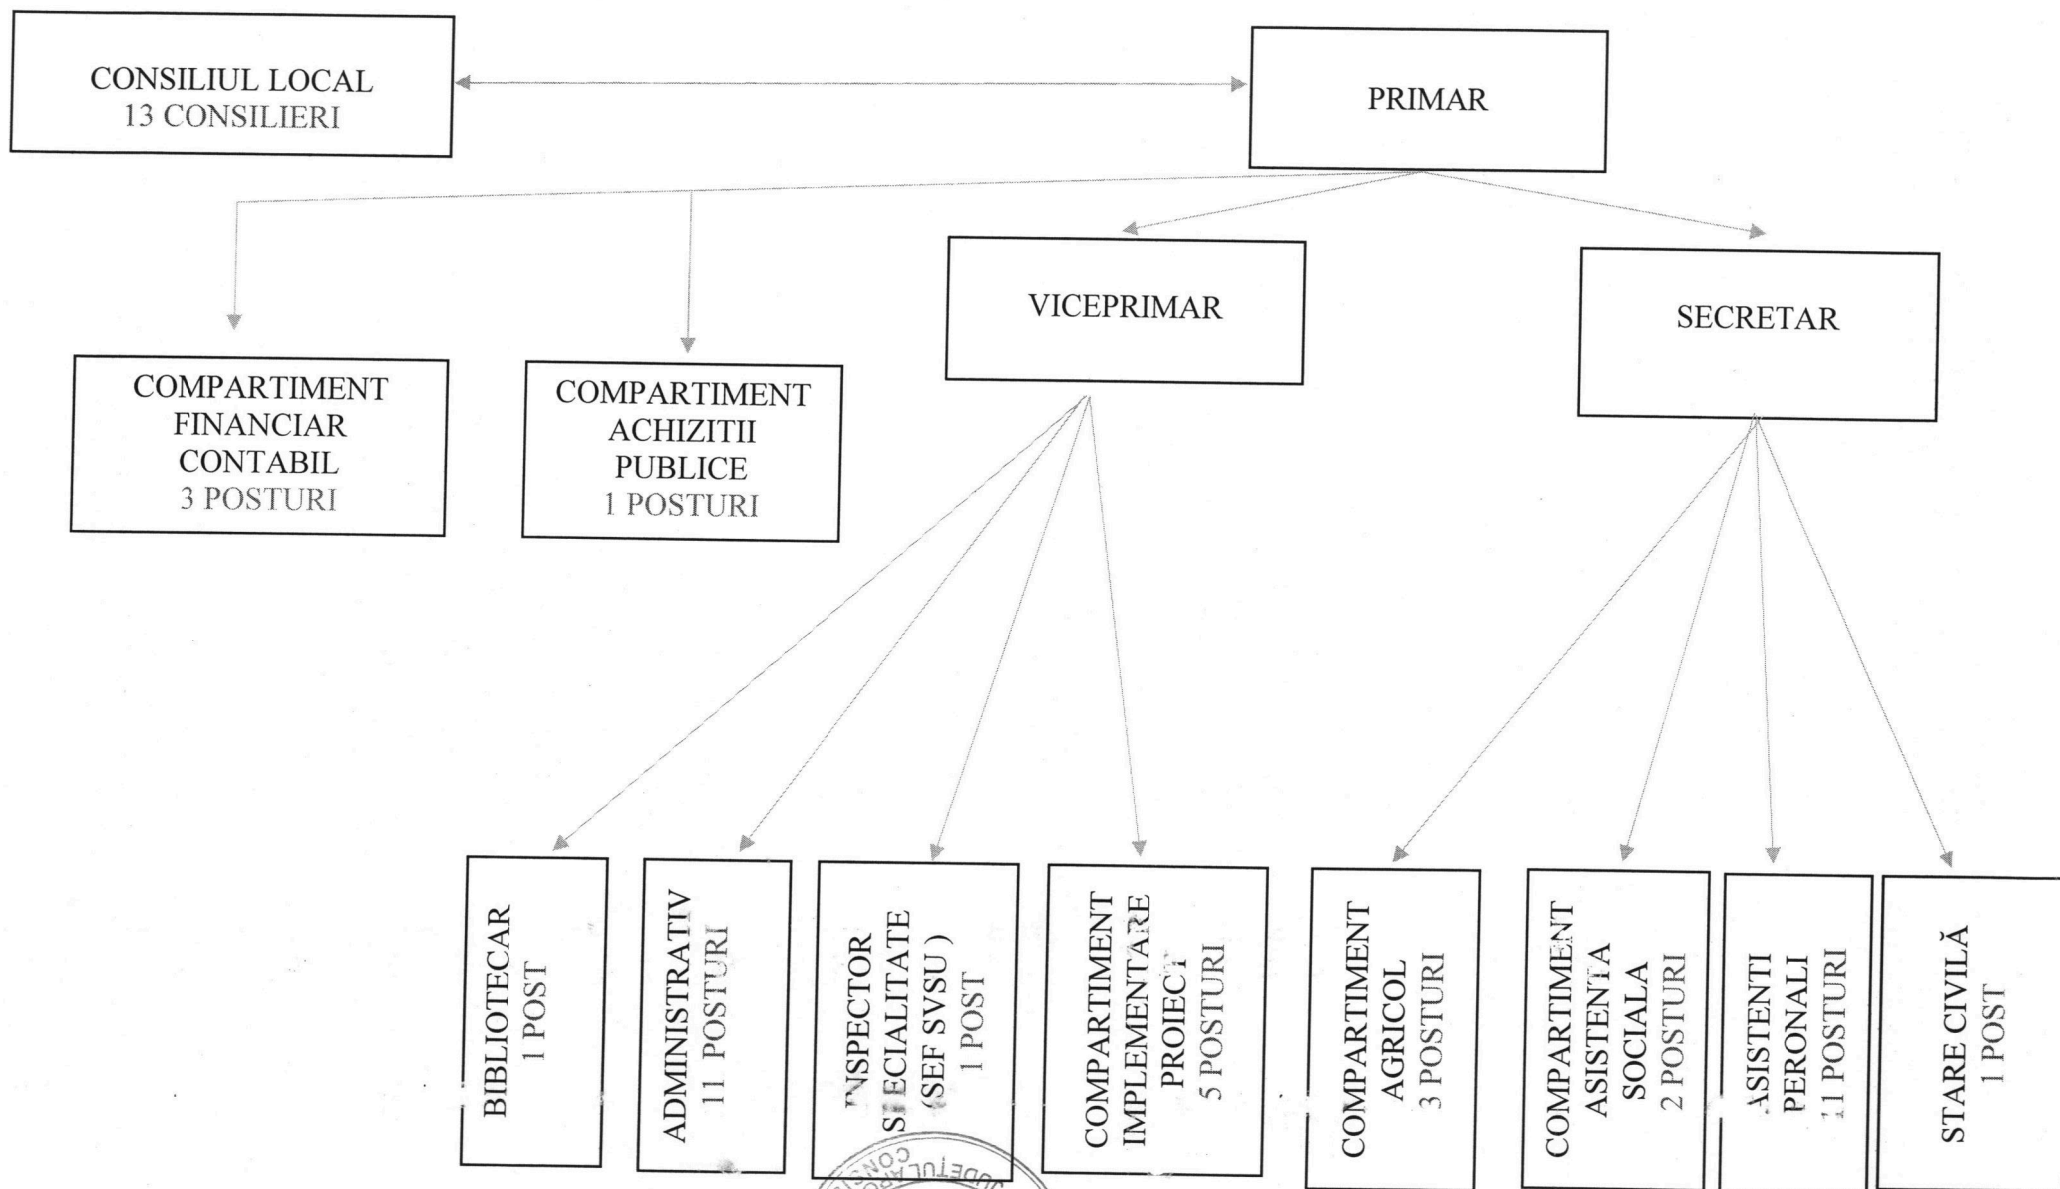 CONSILIUL LOCAL
13 CONSILIERI
PRIMAR
VICEPRIMAR
SECRETAR
COMPARTIMENT
FINANCIAR
CONTABIL
3 POSTURI
COMPARTIMENT
ACHIZITII
PUBLICE
1 POSTURI
BIBLIOTECAR
1 POST
ADMINISTRATIV
11 POSTURI
INSPECTOR
SPECIALITATE
(SEF SVSU )
1 POST
COMPARTIMENT
IMPLEMENTARE
PROIECT
5 POSTURI
COMPARTIMENT
AGRICOL
3 POSTURI
COMPARTIMENT
ASISTENTA
SOCIALA
2 POSTURI
ASISTENTI
PERONALI
11 POSTURI
STARE CIVILĂ
1 POST